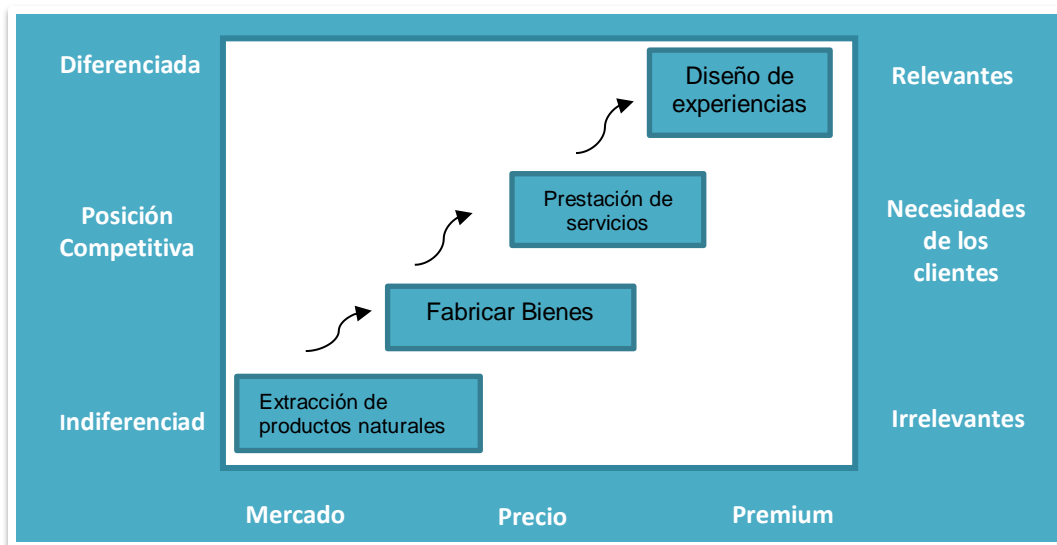 Diferenciada
Diseño de
experiencias
Relevantes
Posición
Competitiva
Prestación de
servicios
Necesidades
de los
clientes
Fabricar Bienes
Indiferenciad
Extracción de
productos naturales
Irrelevantes
Mercado
Precio
Premium